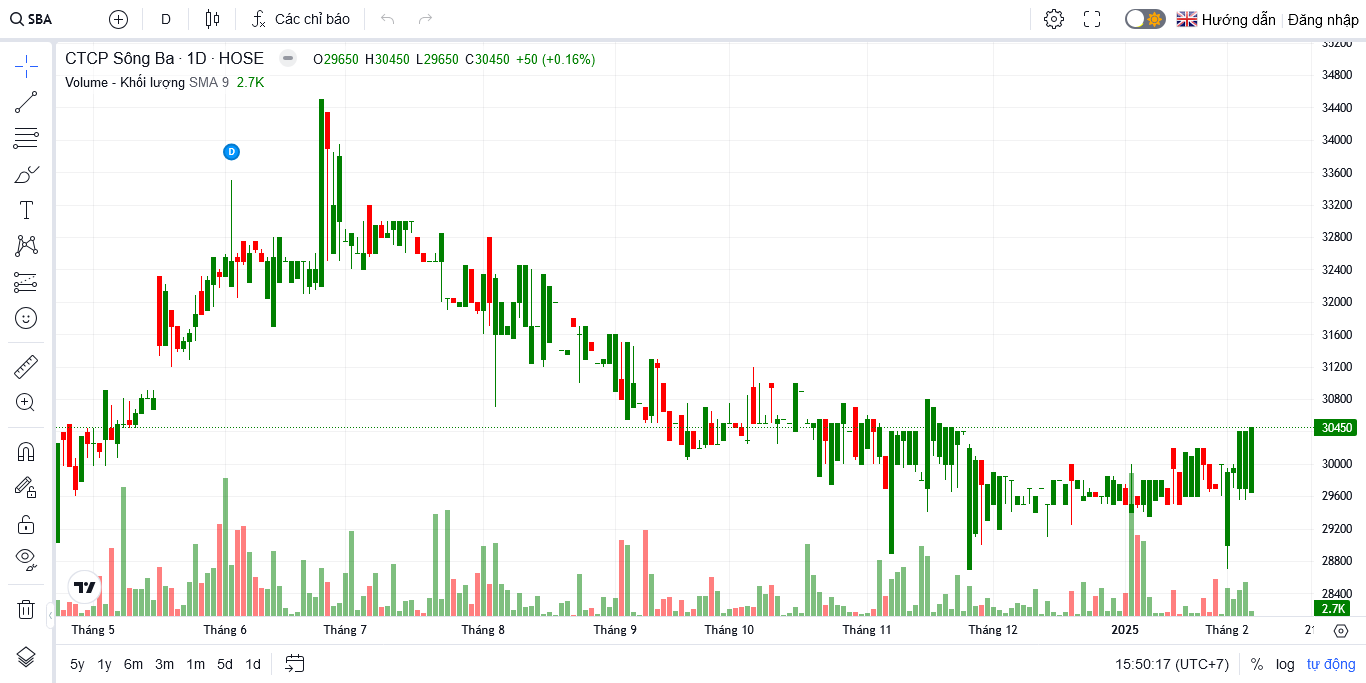 SBA D Các chỉ báo Hướng dẫn Đăng nhập
CTCP Sông Ba · 1D · HOSE O29650 H30450 L29650 C30450 +50 (+0.16%)
Volume - Khối lượng SMA 9 2.7K
D
35200
34800
34400
34000
33600
33200
32800
32400
32000
31600
31200
30800
30450
30000
29600
29200
28800
28400
2.7K
Tháng 5 Tháng 6 Tháng 7 Tháng 8 Tháng 9 Tháng 10 Tháng 11 Tháng 12 2025 Tháng 2
5y 1y 6m 3m 1m 5d 1d 15:50:17 (UTC+7) % log tự động